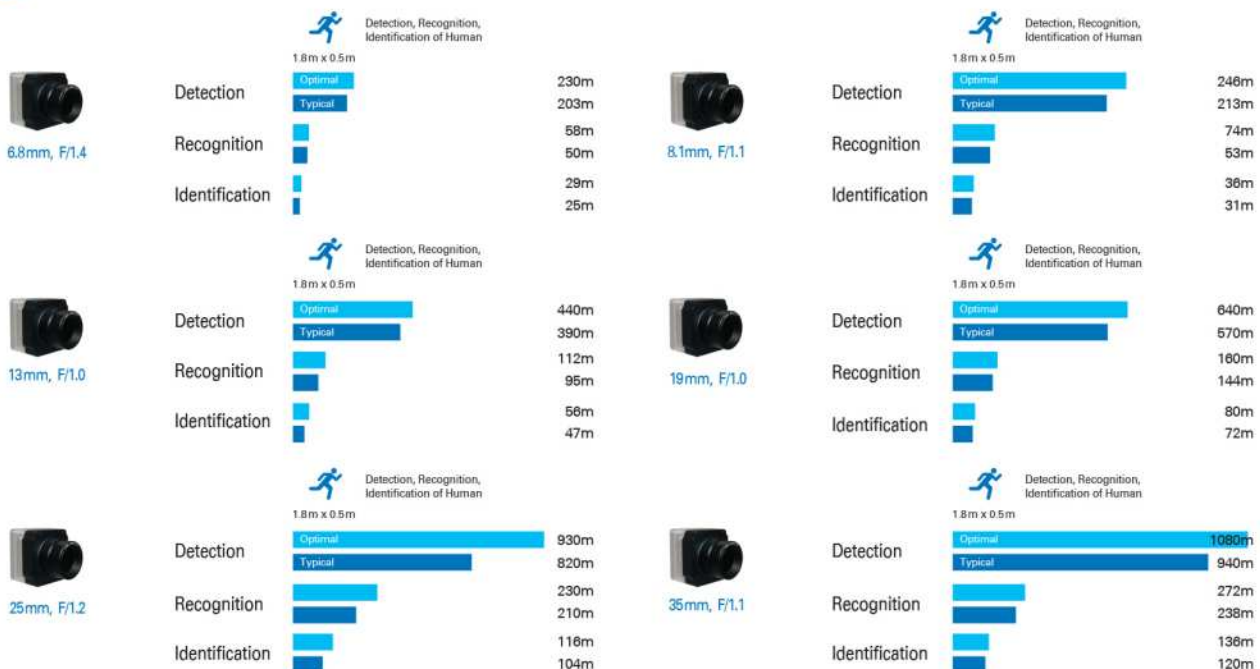 Detection, Recognition,
Identification of Human
1.8m x 0.5m
6.8mm, F/1.4
Detection
Optimal
230m
Typical
203m
Recognition
58m
50m
Identification
29m
25m
Detection, Recognition,
Identification of Human
1.8m x 0.5m
8.1mm, F/1.1
Detection
Optimal
246m
Typical
213m
Recognition
74m
53m
Identification
36m
31m
Detection, Recognition,
Identification of Human
1.8m x 0.5m
13mm, F/1.0
Detection
Optimal
440m
Typical
390m
Recognition
112m
95m
Identification
56m
47m
Detection, Recognition,
Identification of Human
1.8m x 0.5m
19mm, F/1.0
Detection
Optimal
640m
Typical
570m
Recognition
160m
144m
Identification
80m
72m
Detection, Recognition,
Identification of Human
1.8m x 0.5m
25mm, F/1.2
Detection
Optimal
930m
Typical
820m
Recognition
230m
210m
Identification
116m
104m
Detection, Recognition,
Identification of Human
1.8m x 0.5m
35mm, F/1.1
Detection
Optimal
1080m
Typical
940m
Recognition
272m
238m
Identification
136m
120m